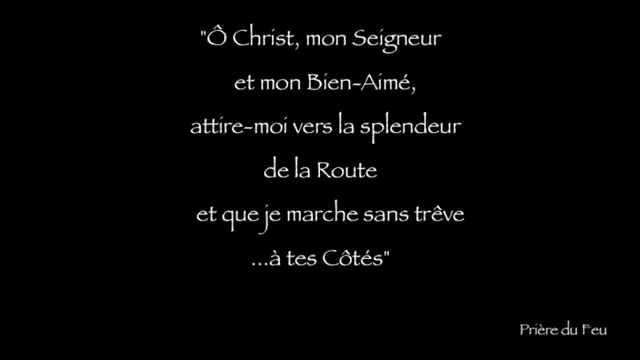 "Ô Christ, mon Seigneur
et mon Bien-Aimé,
attire-moi vers la splendeur
de la Route
et que je marche sans trêve
...à tes Côtés"
Prière du Feu